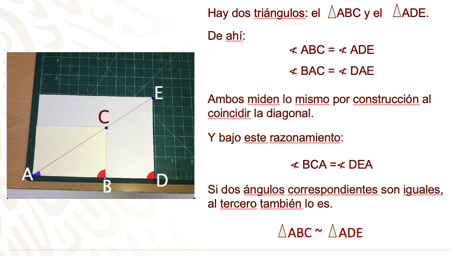 Hay dos triángulos: el △ABC y el △ADE.
De ahí:
∢ ABC = ∢ ADE
∢ BAC = ∢ DAE
Ambos miden lo mismo por construcción al
coincidir la diagonal.
Y bajo este razonamiento:
∢ BCA =∢ DEA
Si dos ángulos correspondientes son iguales,
al tercero también lo es.
△ABC ~ △ADE
E
C
A
B
D